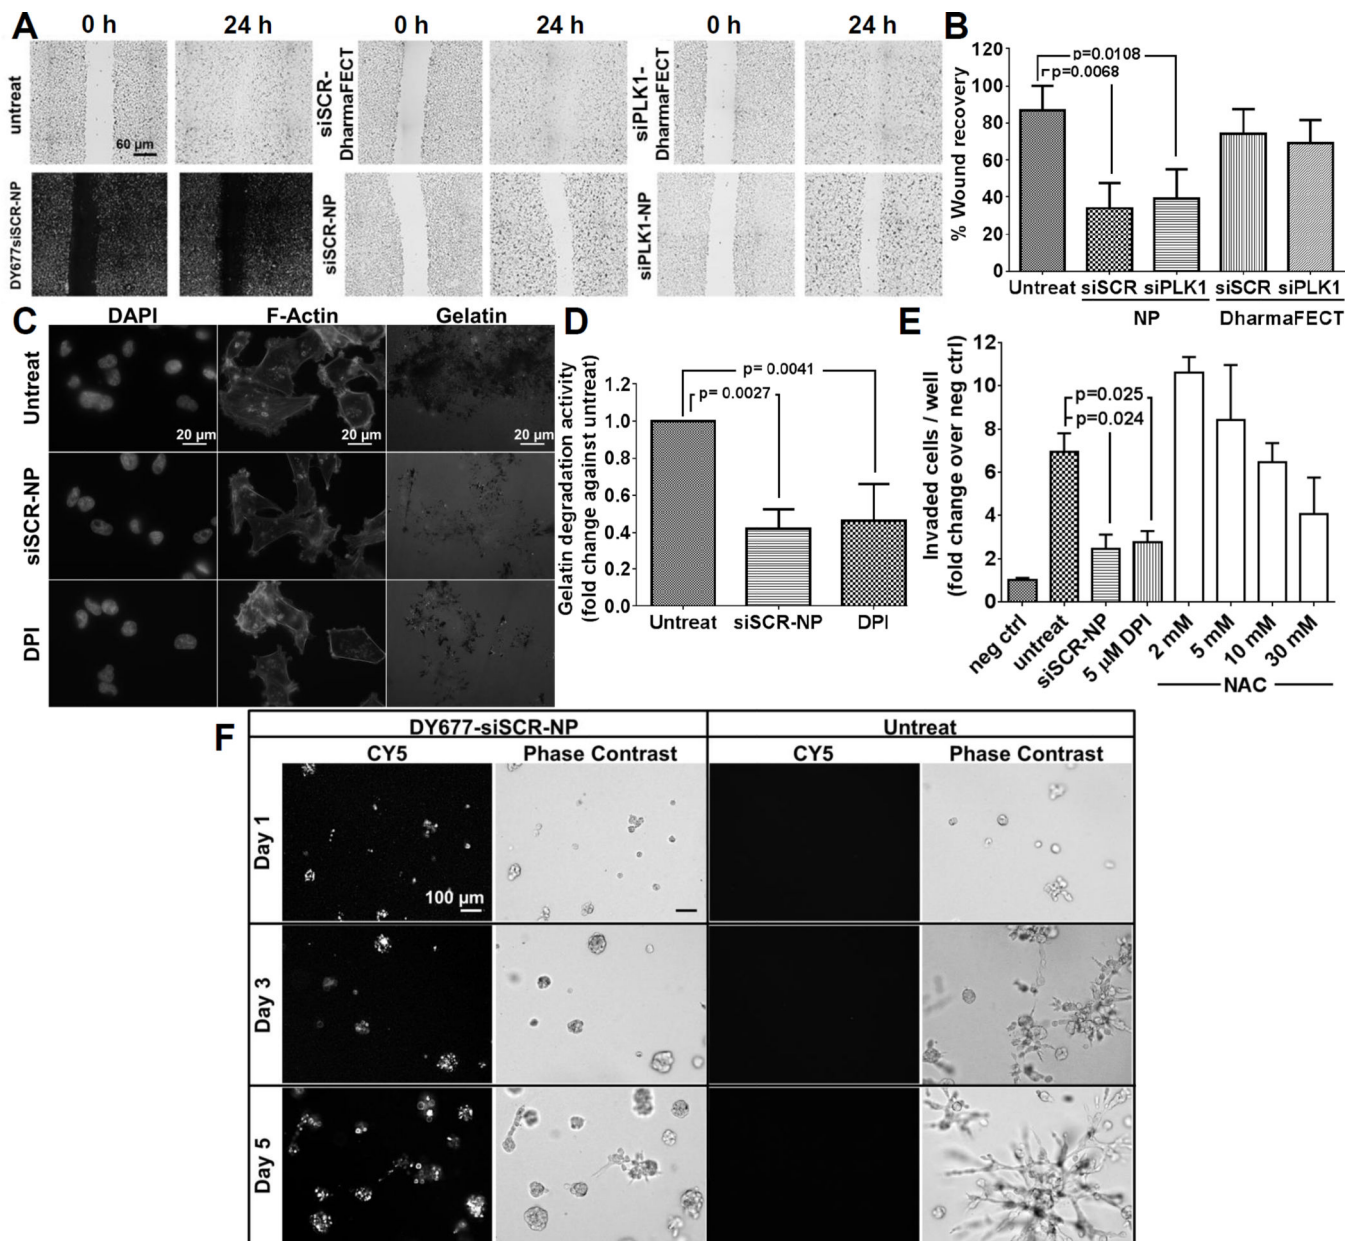 A
0 h
24 h
0 h
24 h
0 h
24 h
untreat
60 µm
siSCR-
DharmaFECT
siPLK1-
DharmaFECT
DY677siSCR-NP
siSCR-NP
siPLK1-NP
B
% Wound recovery
120
100
80
60
40
20
0
p=0.0108
p=0.0068
Untreat
siSCR
siPLK1
siSCR
siPLK1
NP
DharmaFECT
C
DAPI
F-Actin
Gelatin
Untreat
20 µm
20 µm
20 µm
siSCR-NP
DPI
D
Gelatin degradation activity
(fold change against untreat)
1.2
1.0
0.8
0.6
0.4
0.2
0.0
p= 0.0041
p= 0.0027
Untreat
siSCR-NP
DPI
E
Invaded cells / well
(fold change over neg ctrl)
12
10
8
6
4
2
0
p=0.025
p=0.024
neg ctrl
untreat
siSCR-NP
5 µM DPI
2 mM
5 mM
10 mM
30 mM
NAC
F
DY677-siSCR-NP
Untreat
CY5
Phase Contrast
CY5
Phase Contrast
Day 1
100 µm
Day 3
Day 5